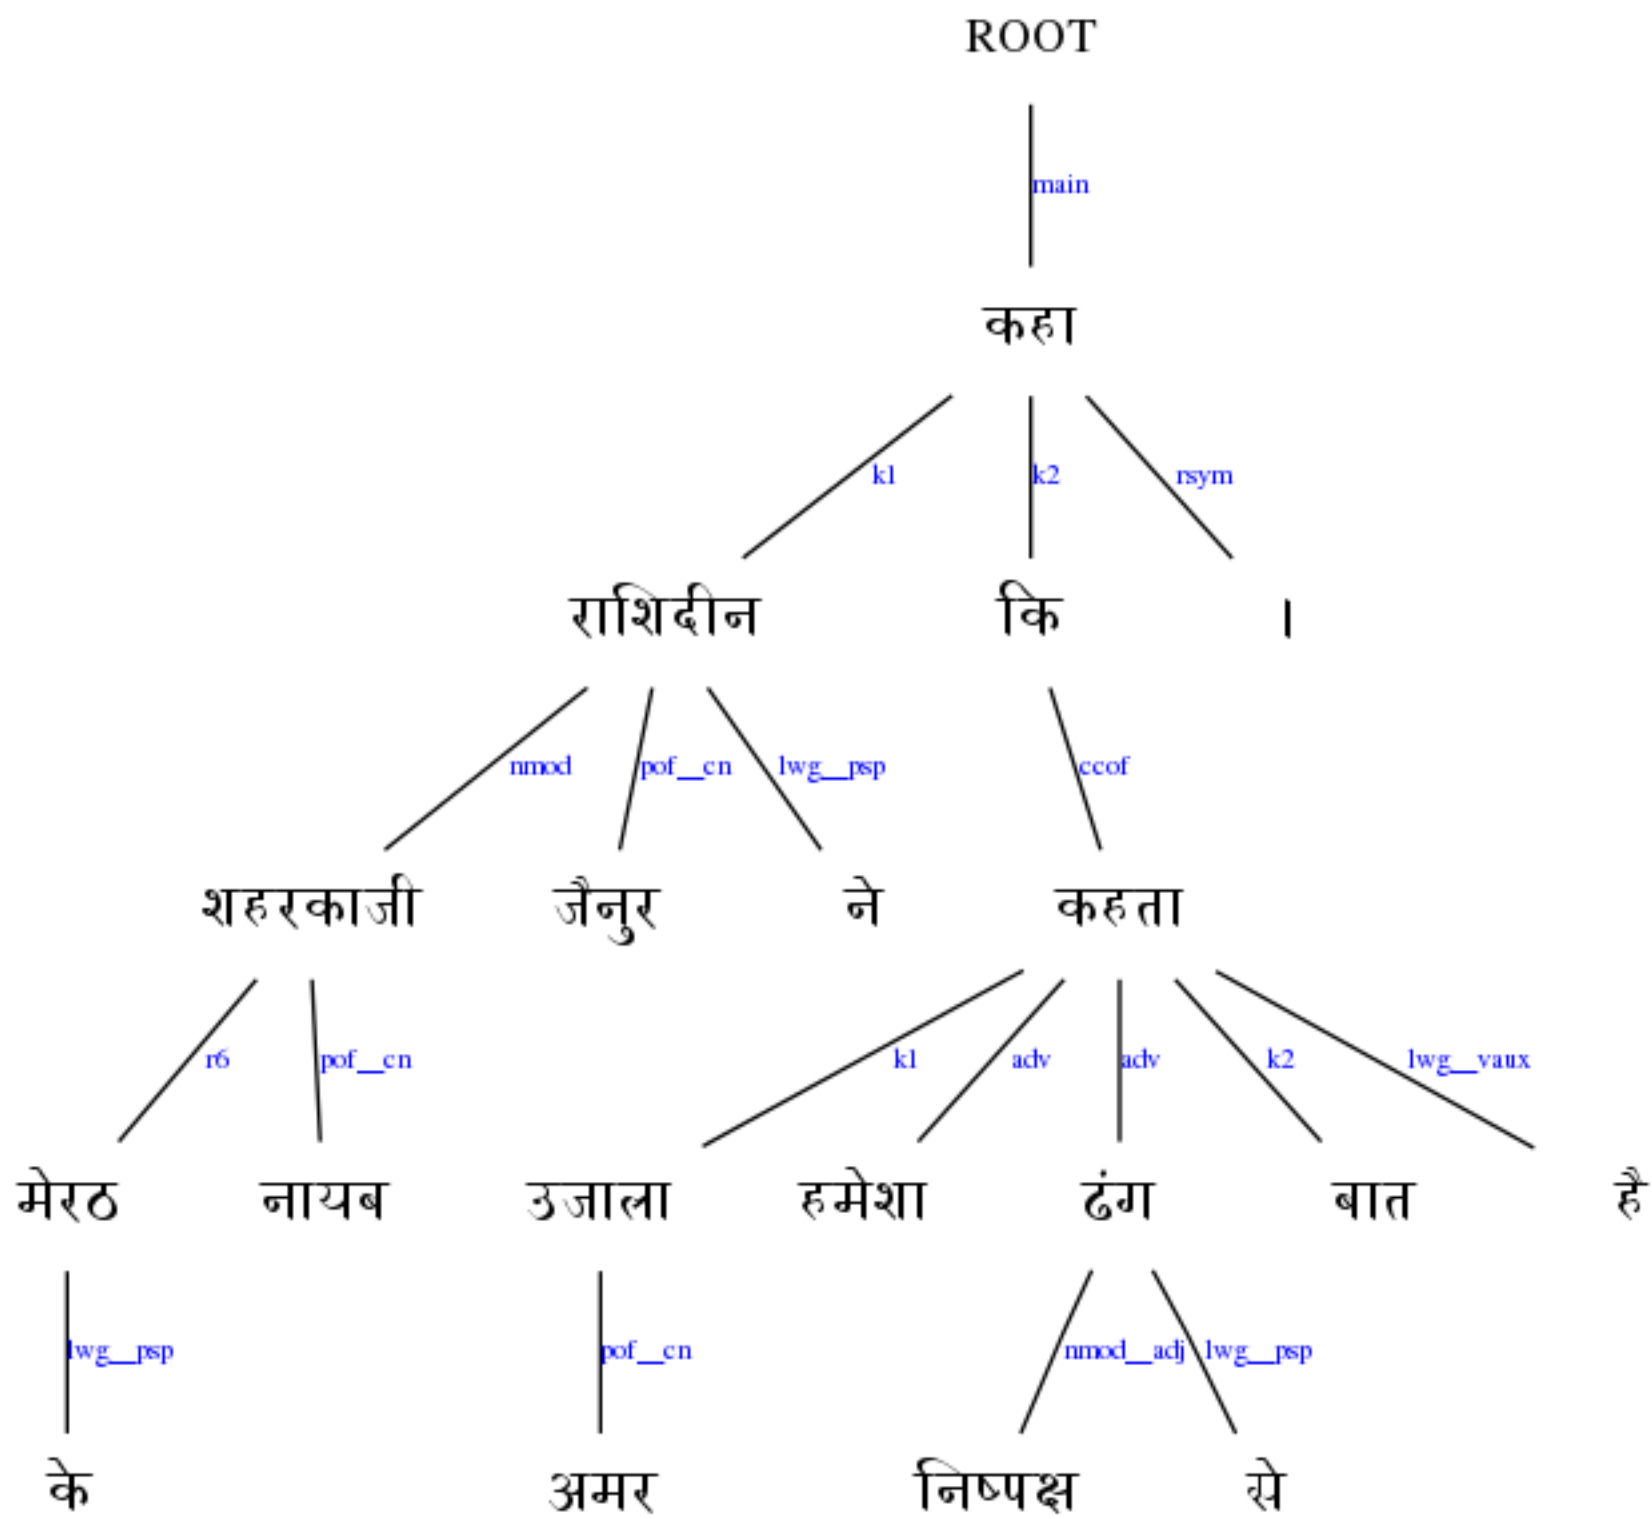 ROOT
main
कहा
k1 k2 rsym
राशिदीन कि ।
nmod pof__cn lwg__psp ccof
शहरकाजी जैनुर ने कहता
r6 pof__cn k1 adv adv k2 lwg__vaux
मेरठ नायब उजाला हमेशा ढंग बात है
lwg__psp pof__cn nmod__adj lwg__psp
के अमर निष्पक्ष से